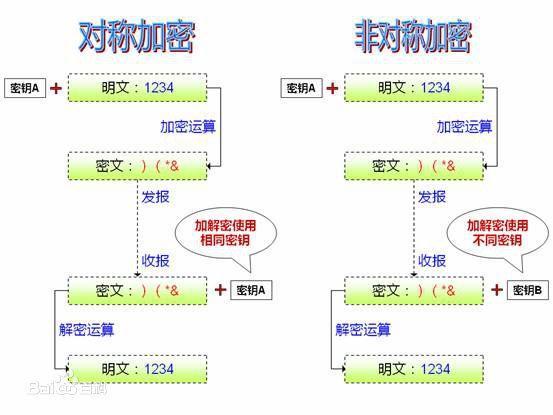 对称加密
密钥A + 明文：1234
加密运算
密文：）（*&
发报
加解密使用
相同密钥
收报
密文：）（*& + 密钥A
解密运算
明文：1234
Baidu百科
非对称加密
密钥A + 明文：1234
加密运算
密文：）（*&
发报
加解密使用
不同密钥
收报
密文：）（*& + 密钥B
解密运算
明文：1234